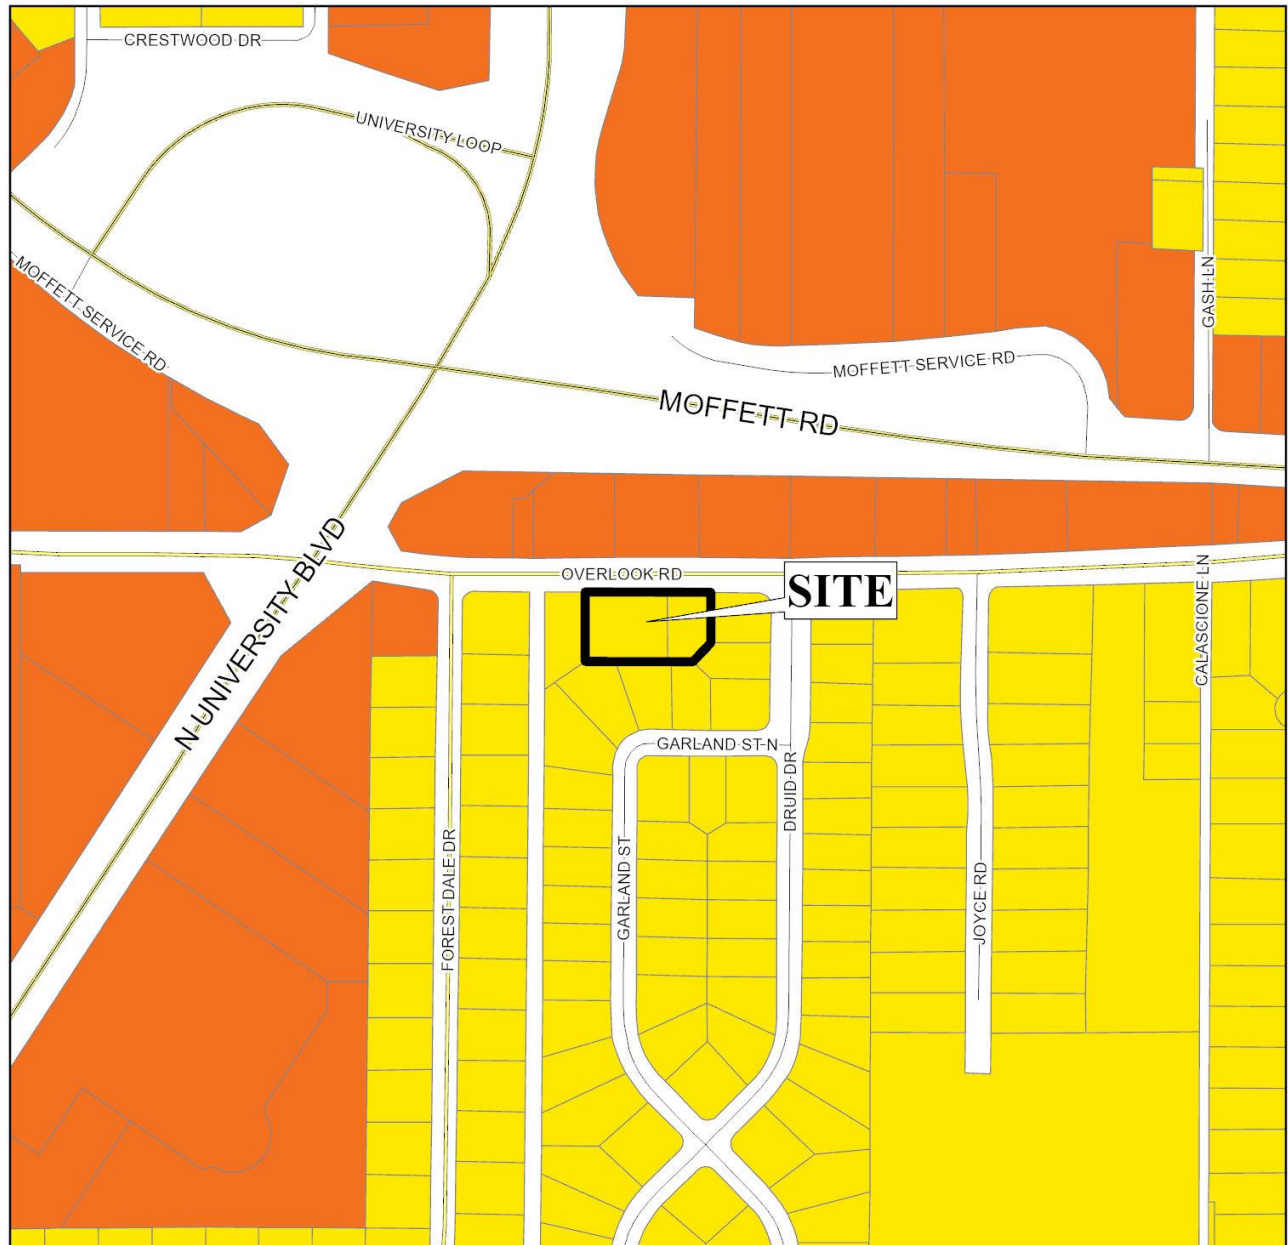 CRESTWOOD DR
UNIVERSITY LOOP
MOFFETT SERVICE RD
GASH LN
MOFFETT SERVICE RD
MOFFETT RD
N UNIVERSITY BLVD
OVERLOOK RD
SITE
CALASCIONE LN
GARLAND ST N
DRUID DR
FOREST DALE DR
GARLAND ST
JOYCE RD